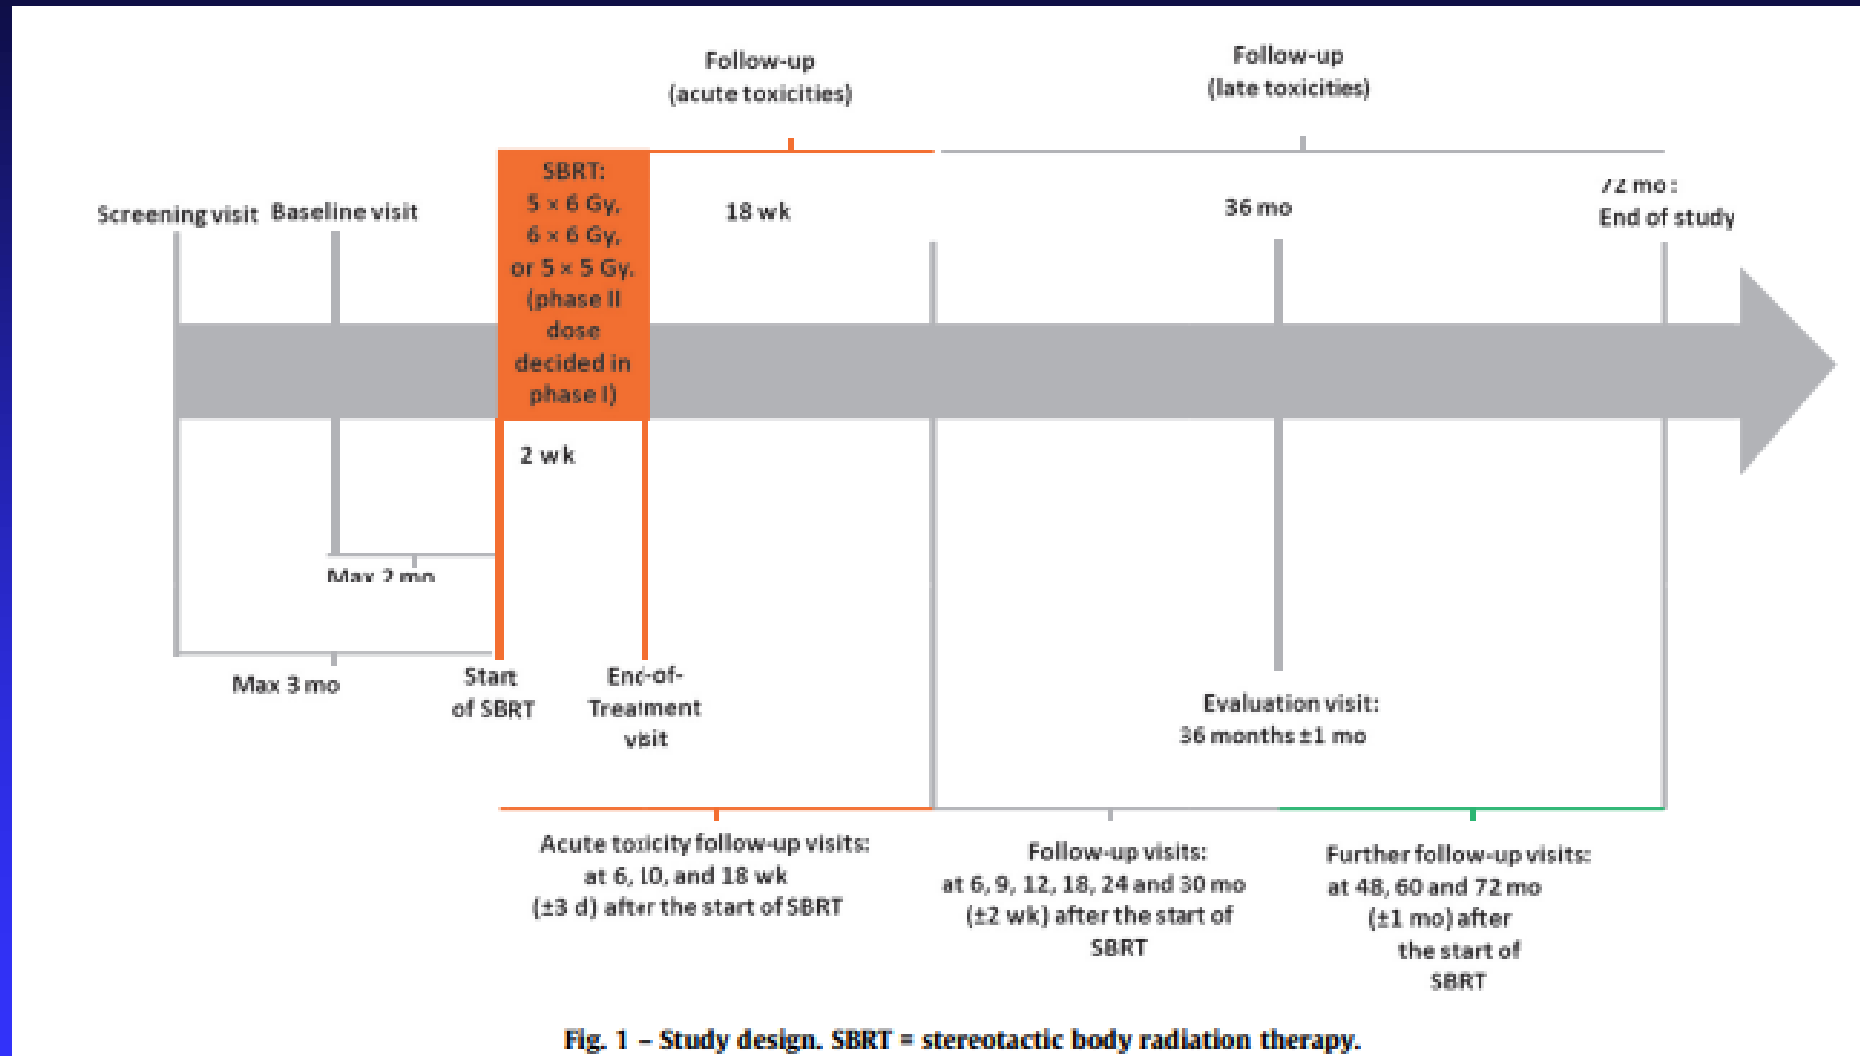 Follow-up
(acute toxicities)
Follow-up
(late toxicities)
Screening visit
Baseline visit
SBRT:
5 × 6 Gy,
6 × 6 Gy,
or 5 × 5 Gy.
(phase II
dose
decided in
phase I)
18 wk
36 mo
72 mo:
End of study
2 wk
Max 2 mo
Max 3 mo
Start
of SBRT
End-of-
Treatment
visit
Evaluation visit:
36 months ±1 mo
Acute toxicity follow-up visits:
at 6, 10, and 18 wk
(±3 d) after the start of SBRT
Follow-up visits:
at 6, 9, 12, 18, 24 and 30 mo
(±2 wk) after the start of
SBRT
Further follow-up visits:
at 48, 60 and 72 mo
(±1 mo) after
the start of
SBRT
Fig. 1 – Study design. SBRT = stereotactic body radiation therapy.